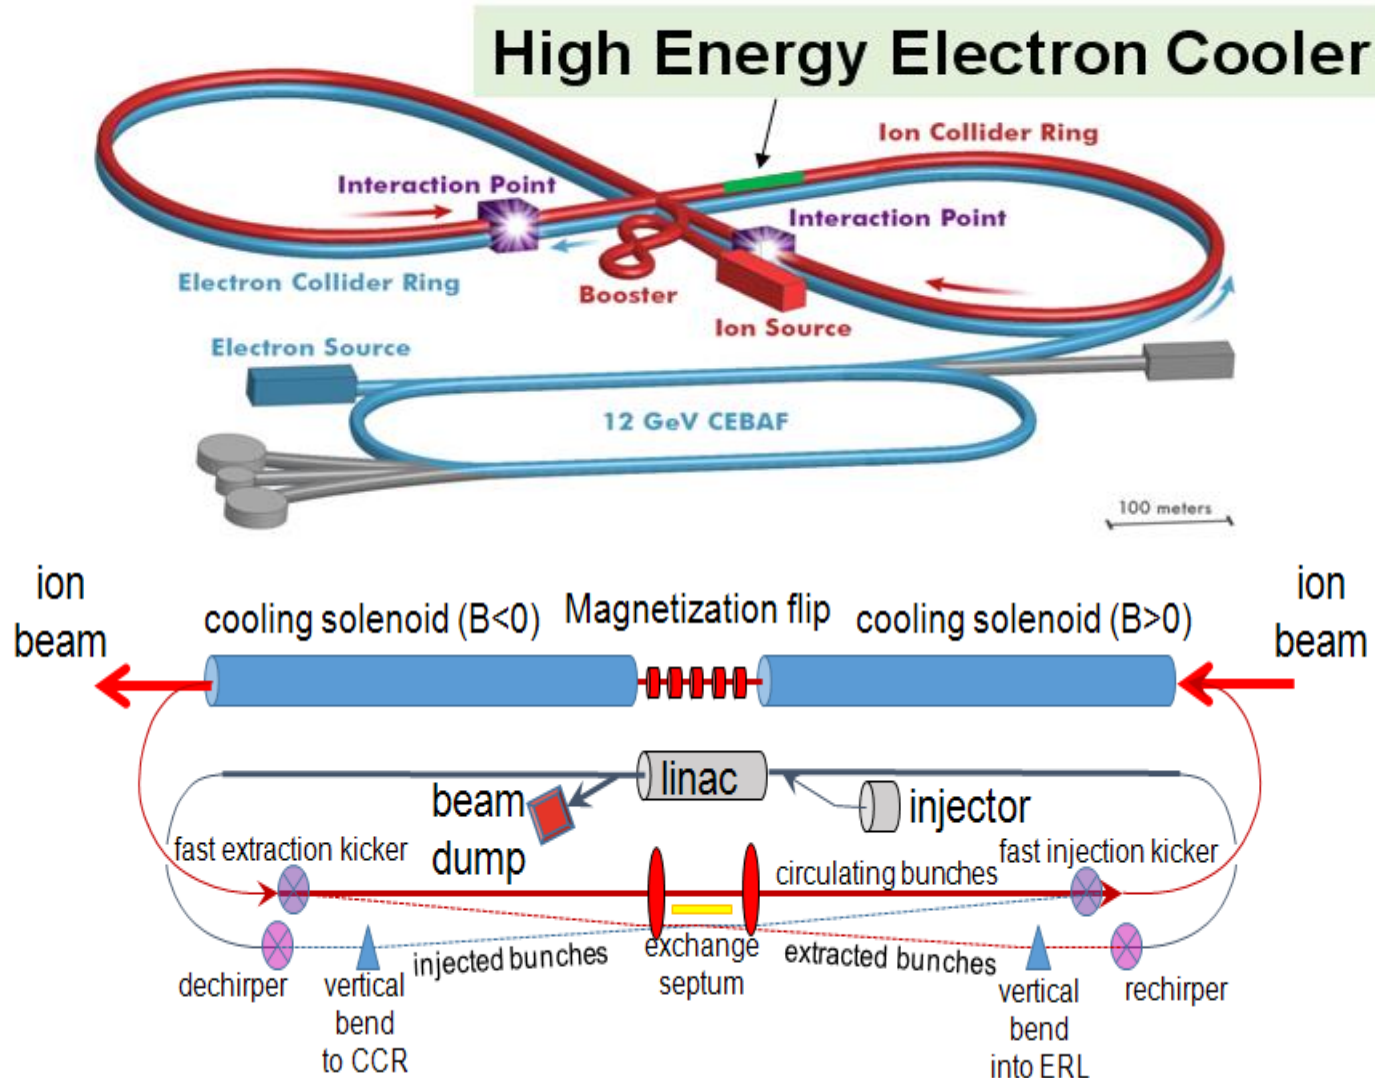 High Energy Electron Cooler
Ion Collider Ring
Interaction Point
Interaction Point
Electron Collider Ring
Booster
Ion Source
Electron Source
12 GeV CEBAF
100 meters
ion
beam
cooling solenoid (B<0)
Magnetization flip
cooling solenoid (B>0)
ion
beam
linac
beam
dump
injector
fast extraction kicker
circulating bunches
fast injection kicker
injected bunches
exchange
septum
extracted bunches
dechirper
vertical
bend
to CCR
vertical
bend
into ERL
rechirper